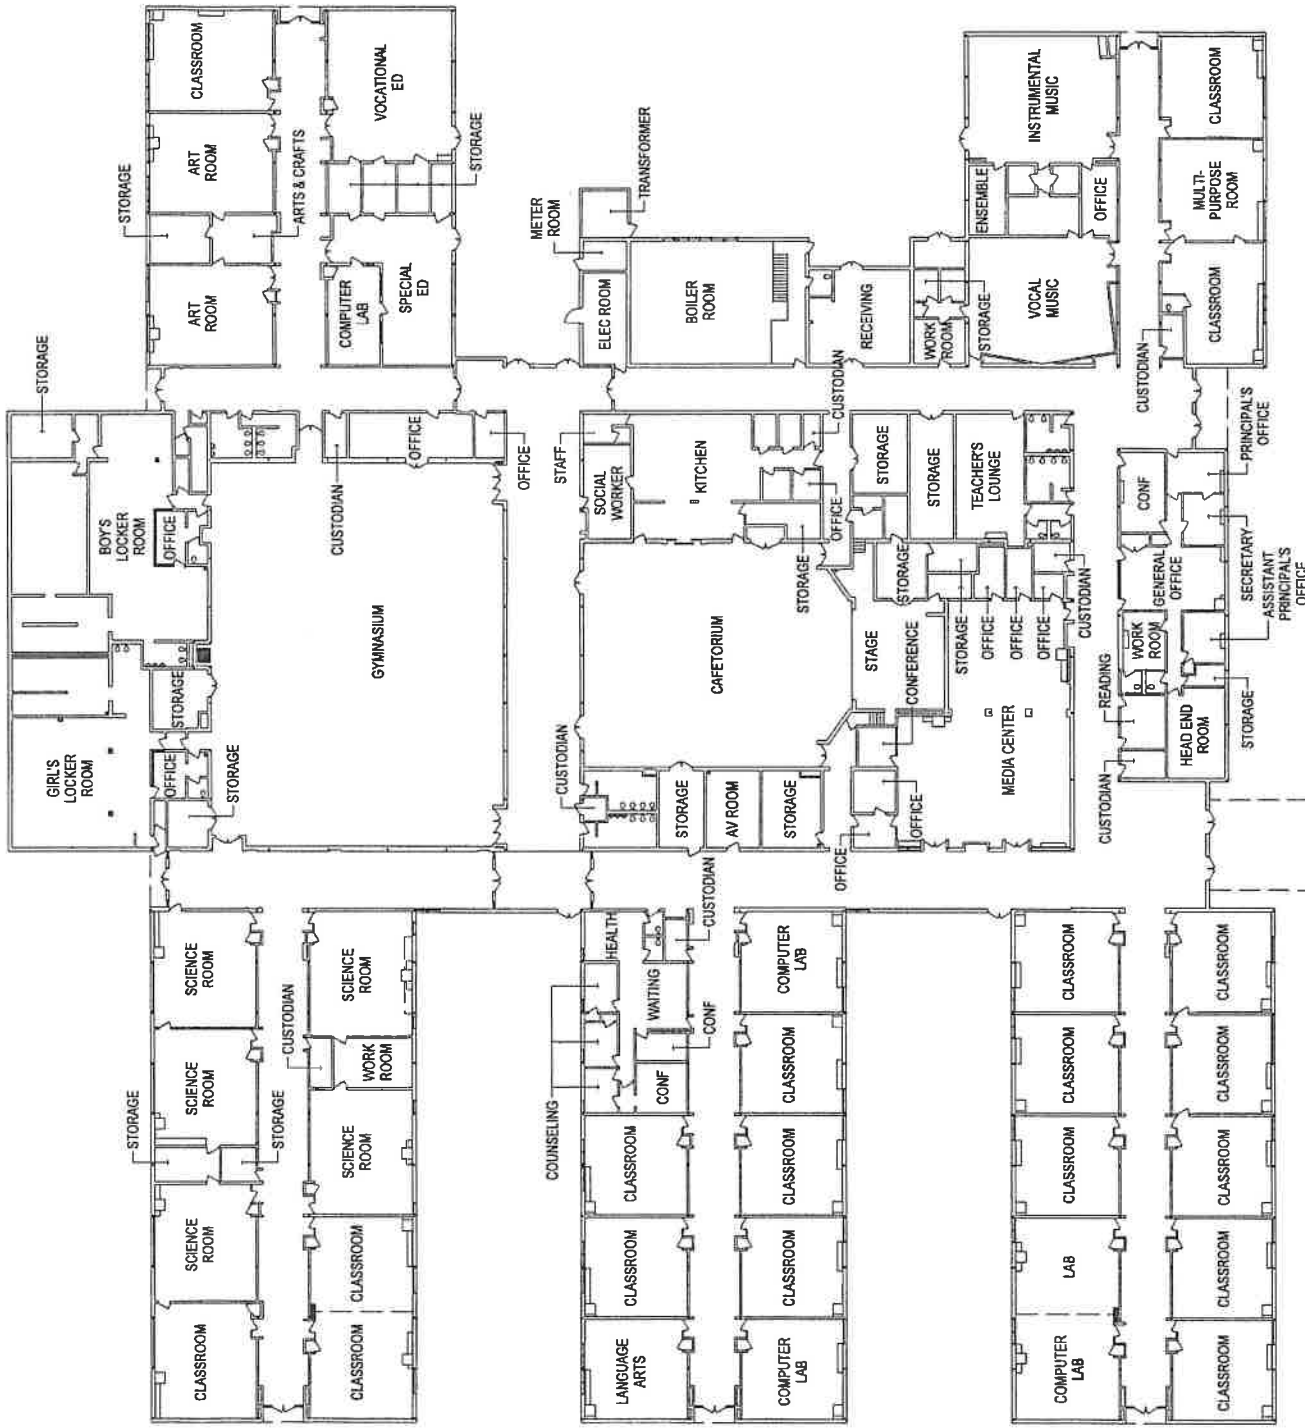 CLASSROOM
ART
ROOM
STORAGE
ARTS & CRAFTS
ART
ROOM
VOCATIONAL
ED
STORAGE
SPECIAL
ED
COMPUTER
LAB
TRANSFORMER
METER
ROOM
ELEC ROOM
BOILER
ROOM
RECEIVING
WORK
ROOM
STORAGE
INSTRUMENTAL
MUSIC
ENSEMBLE
OFFICE
VOCAL
MUSIC
CLASSROOM
MULTI-
PURPOSE
ROOM
CLASSROOM
CUSTODIAN
STORAGE
BOY'S
LOCKER
ROOM
OFFICE
GIRL'S
LOCKER
ROOM
STORAGE
OFFICE
STORAGE
CUSTODIAN
OFFICE
OFFICE
GYMNASIUM
STAFF
SOCIAL
WORKER
KITCHEN
CUSTODIAN
OFFICE
STORAGE
CAFETORIUM
CUSTODIAN
STORAGE
AV ROOM
STORAGE
STORAGE
STORAGE
TEACHER'S
LOUNGE
STORAGE
STORAGE
OFFICE
OFFICE
OFFICE
CUSTODIAN
STAGE
CONFERENCE
MEDIA CENTER
OFFICE
OFFICE
CONF
PRINCIPAL'S
OFFICE
SECRETARY
GENERAL
OFFICE
ASSISTANT
PRINCIPAL'S
OFFICE
WORK
ROOM
READING
CUSTODIAN
HEAD END
ROOM
STORAGE
SCIENCE
ROOM
SCIENCE
ROOM
STORAGE
STORAGE
SCIENCE
ROOM
CLASSROOM
SCIENCE
ROOM
CUSTODIAN
WORK
ROOM
SCIENCE
ROOM
CLASSROOM
CLASSROOM
HEALTH
CUSTODIAN
WAITING
CONF
CONF
COUNSELING
CLASSROOM
CLASSROOM
LANGUAGE
ARTS
COMPUTER
LAB
CLASSROOM
CLASSROOM
CLASSROOM
COMPUTER
LAB
CLASSROOM
CLASSROOM
CLASSROOM
LAB
COMPUTER
LAB
CLASSROOM
CLASSROOM
CLASSROOM
CLASSROOM
CLASSROOM